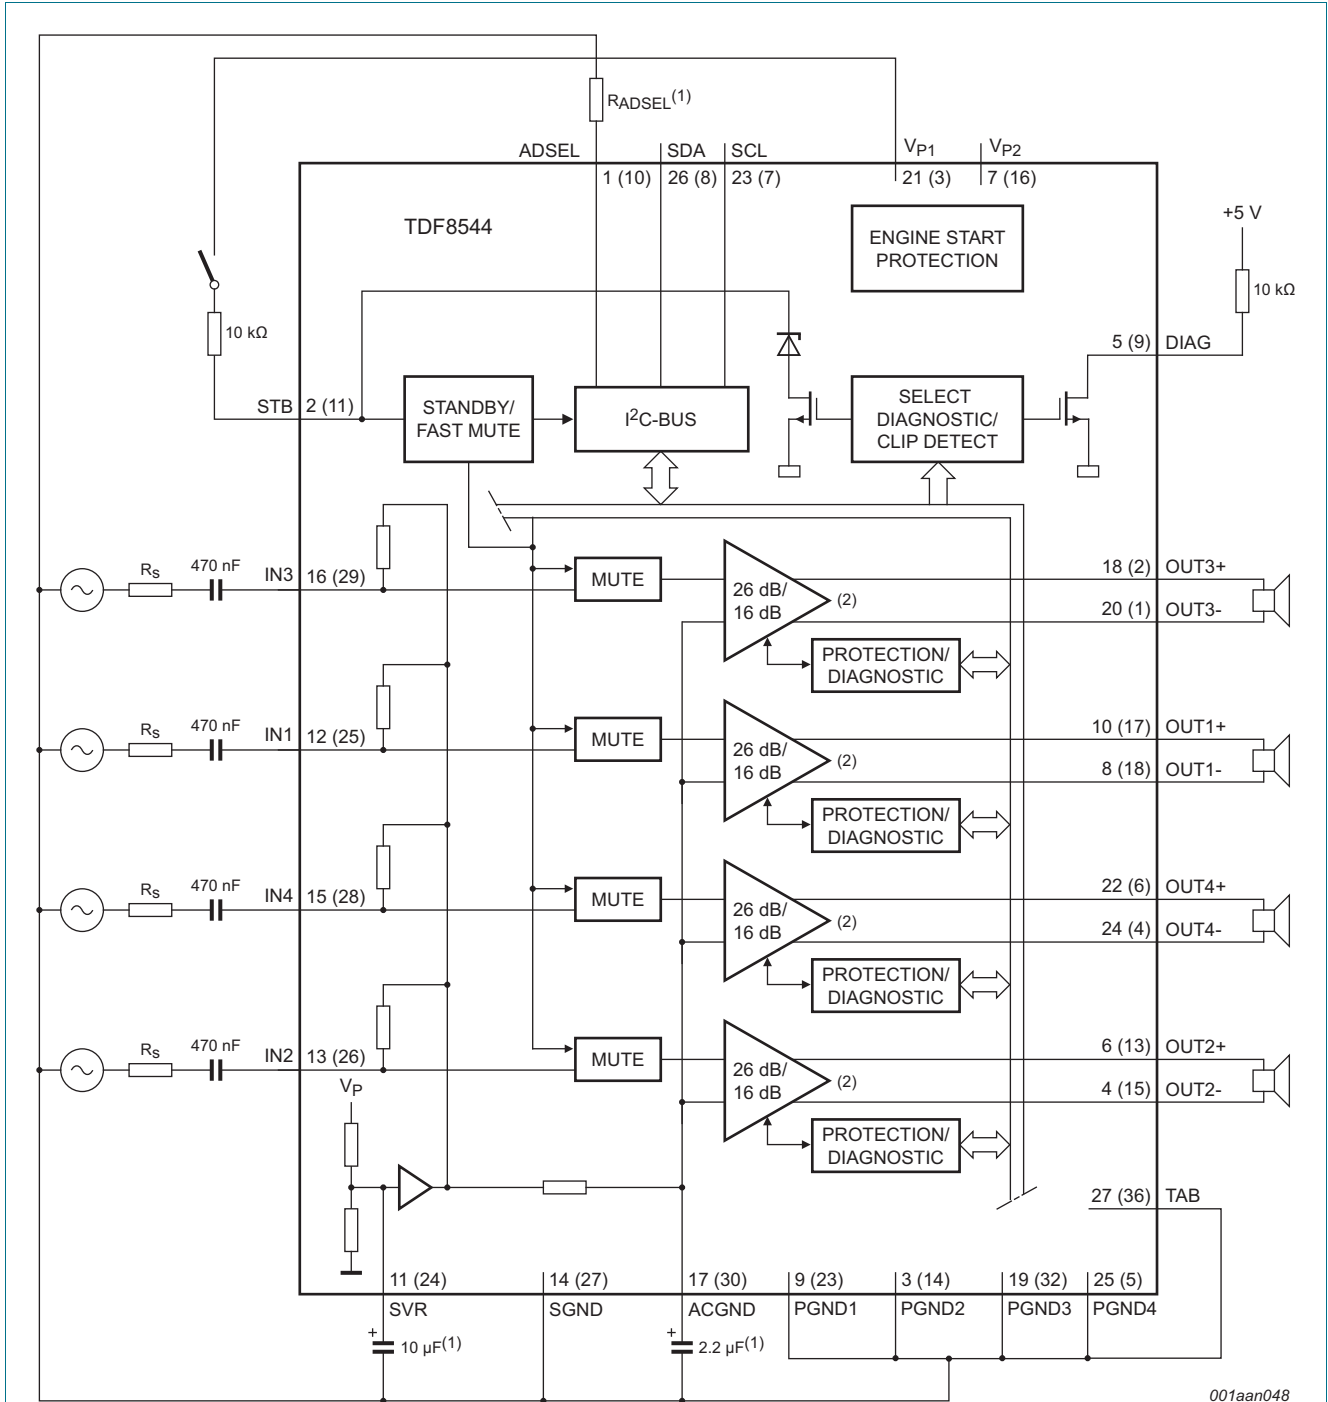 R_ADSEL(1)
ADSEL
SDA
SCL
V_P1
V_P2
1 (10)
26 (8)
23 (7)
21 (3)
7 (16)
TDF8544
ENGINE START
PROTECTION
+5 V
10 kΩ
10 kΩ
5 (9)
DIAG
STB
2 (11)
STANDBY/
FAST MUTE
I²C-BUS
SELECT
DIAGNOSTIC/
CLIP DETECT
Rs
470 nF
IN3
16 (29)
MUTE
26 dB/
16 dB
(2)
18 (2)
OUT3+
20 (1)
OUT3-
PROTECTION/
DIAGNOSTIC
Rs
470 nF
IN1
12 (25)
MUTE
26 dB/
16 dB
(2)
10 (17)
OUT1+
8 (18)
OUT1-
PROTECTION/
DIAGNOSTIC
Rs
470 nF
IN4
15 (28)
MUTE
26 dB/
16 dB
(2)
22 (6)
OUT4+
24 (4)
OUT4-
PROTECTION/
DIAGNOSTIC
Rs
470 nF
IN2
13 (26)
MUTE
26 dB/
16 dB
(2)
6 (13)
OUT2+
4 (15)
OUT2-
PROTECTION/
DIAGNOSTIC
V_P
27 (36)
TAB
11 (24)
14 (27)
17 (30)
9 (23)
3 (14)
19 (32)
25 (5)
SVR
SGND
ACGND
PGND1
PGND2
PGND3
PGND4
+
10 µF(1)
+
2.2 µF(1)
001aan048